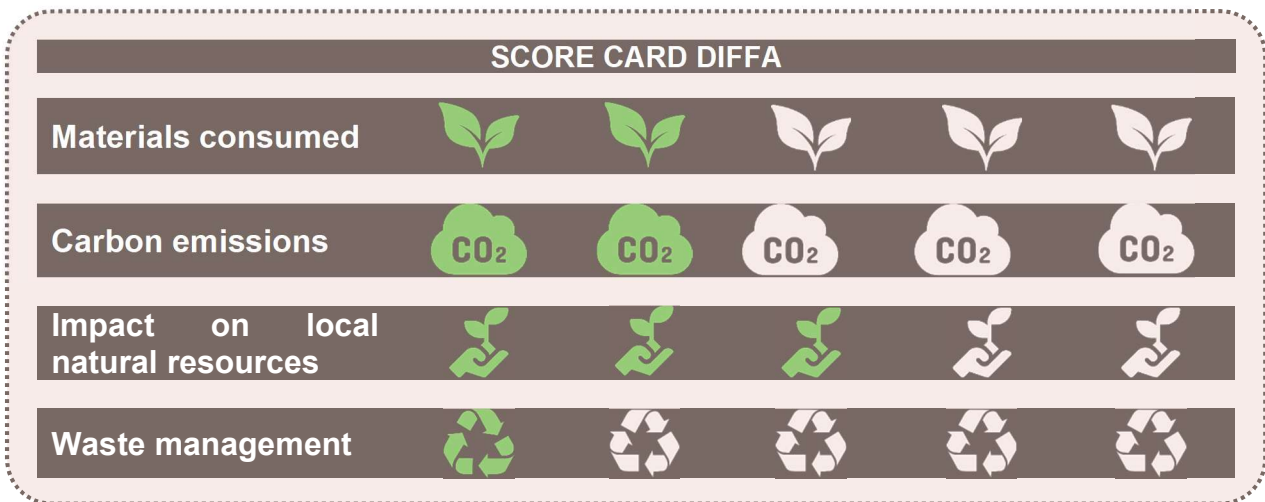 SCORE CARD DIFFA
Materials consumed
Carbon emissions
CO2 CO2 CO2 CO2 CO2
Impact on local
natural resources
Waste management